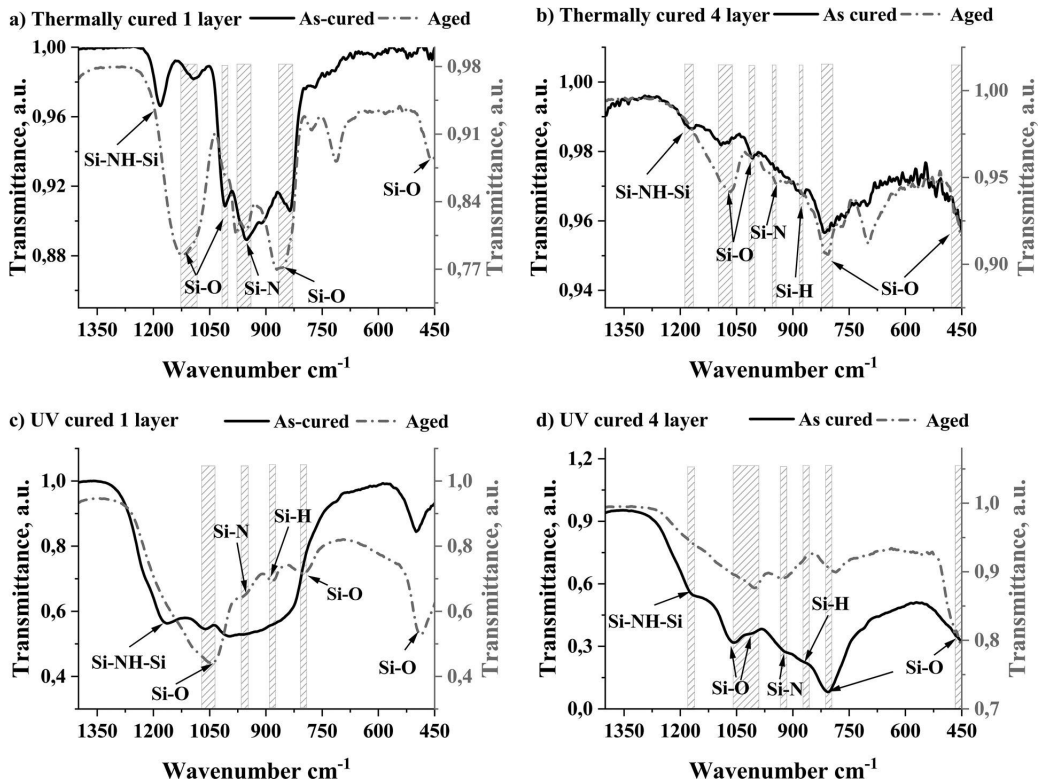 a) Thermally cured 1 layer As-cured Aged
1,00
0,96
0,92
0,88
Transmittance, a.u.
0,98
0,91
0,84
0,77
Transmittance, a.u.
Si-NH-Si
Si-O
Si-O
Si-N
Si-O
1350 1200 1050 900 750 600 450
Wavenumber cm-1
b) Thermally cured 4 layer As-cured Aged
1,00
0,98
0,96
0,94
Transmittance, a.u.
1,00
0,95
0,90
Transmittance, a.u.
Si-NH-Si
Si-O
Si-N
Si-H
Si-O
1350 1200 1050 900 750 600 450
Wavenumber cm-1
c) UV cured 1 layer As-cured Aged
1,0
0,8
0,6
0,4
Transmittance, a.u.
1,0
0,8
0,6
0,4
Transmittance, a.u.
Si-N
Si-H
Si-O
Si-NH-Si
Si-O
Si-O
1350 1200 1050 900 750 600 450
Wavenumber cm-1
d) UV cured 4 layer As cured Aged
1,2
0,9
0,6
0,3
0,0
Transmittance, a.u.
1,0
0,9
0,8
0,7
Transmittance, a.u.
Si-H
Si-NH-Si
Si-O
Si-O
Si-N
1350 1200 1050 900 750 600 450
Wavenumber cm-1